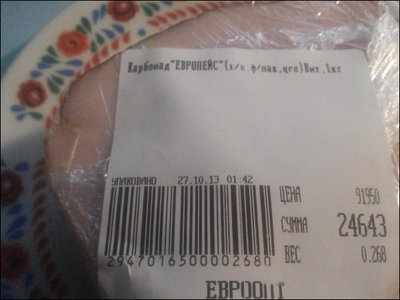 Карбонад"ЕВРОПЕЙС"(к/в.ф/пак,цел)Вит.1кг
УПАКОВАНО 27.10.13 01:42
ЦЕНА 91950
СУММА 24643
ВЕС 0.268
2947016500002680
ЕВРООПТ